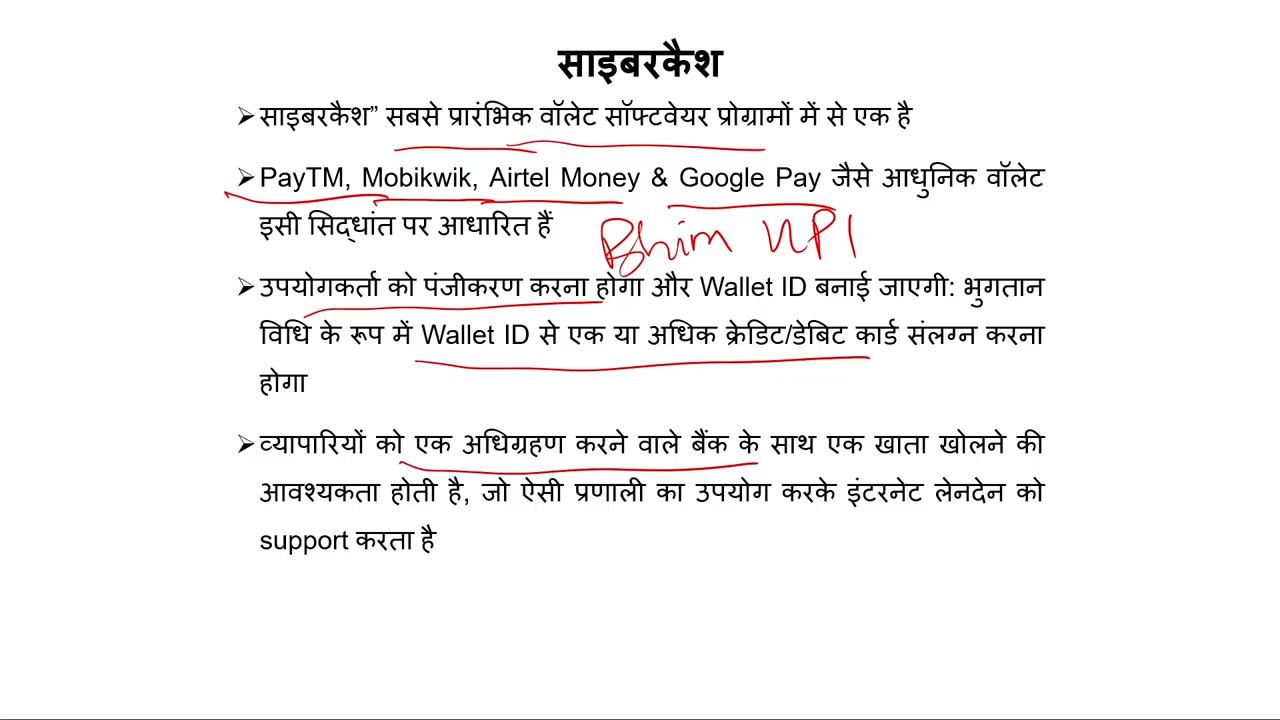 साइबरकैश
➢ साइबरकैश” सबसे प्रारंभिक वॉलेट सॉफ्टवेयर प्रोग्रामों में से एक है
➢ PayTM, Mobikwik, Airtel Money & Google Pay जैसे आधुनिक वॉलेट
इसी सिद्धांत पर आधारित हैं
Bhim UPI
➢ उपयोगकर्ता को पंजीकरण करना होगा और Wallet ID बनाई जाएगी: भुगतान
विधि के रूप में Wallet ID से एक या अधिक क्रेडिट/डेबिट कार्ड संलग्न करना
होगा
➢ व्यापारियों को एक अधिग्रहण करने वाले बैंक के साथ एक खाता खोलने की
आवश्यकता होती है, जो ऐसी प्रणाली का उपयोग करके इंटरनेट लेनदेन को
support करता है